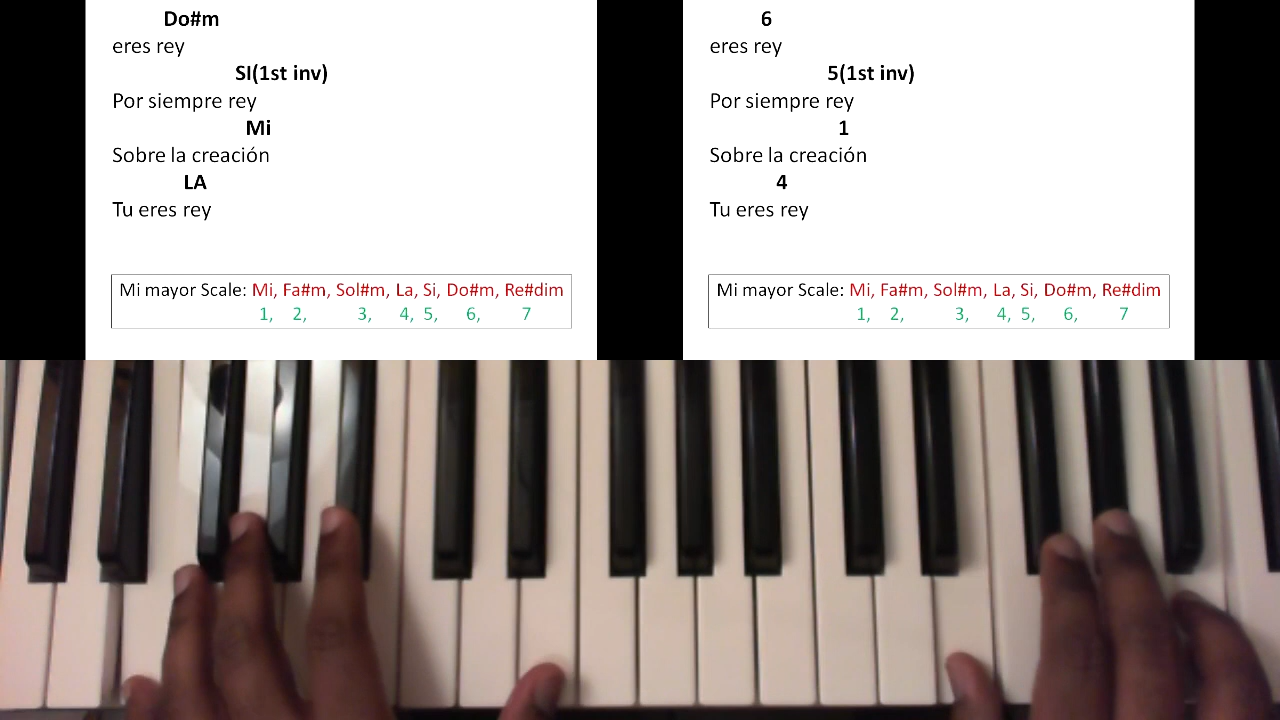 Do#m
eres rey
SI(1st inv)
Por siempre rey
Mi
Sobre la creación
LA
Tu eres rey
Mi mayor Scale: Mi, Fa#m, Sol#m, La, Si, Do#m, Re#dim
1, 2, 3, 4, 5, 6, 7
6
eres rey
5(1st inv)
Por siempre rey
1
Sobre la creación
4
Tu eres rey
Mi mayor Scale: Mi, Fa#m, Sol#m, La, Si, Do#m, Re#dim
1, 2, 3, 4, 5, 6, 7